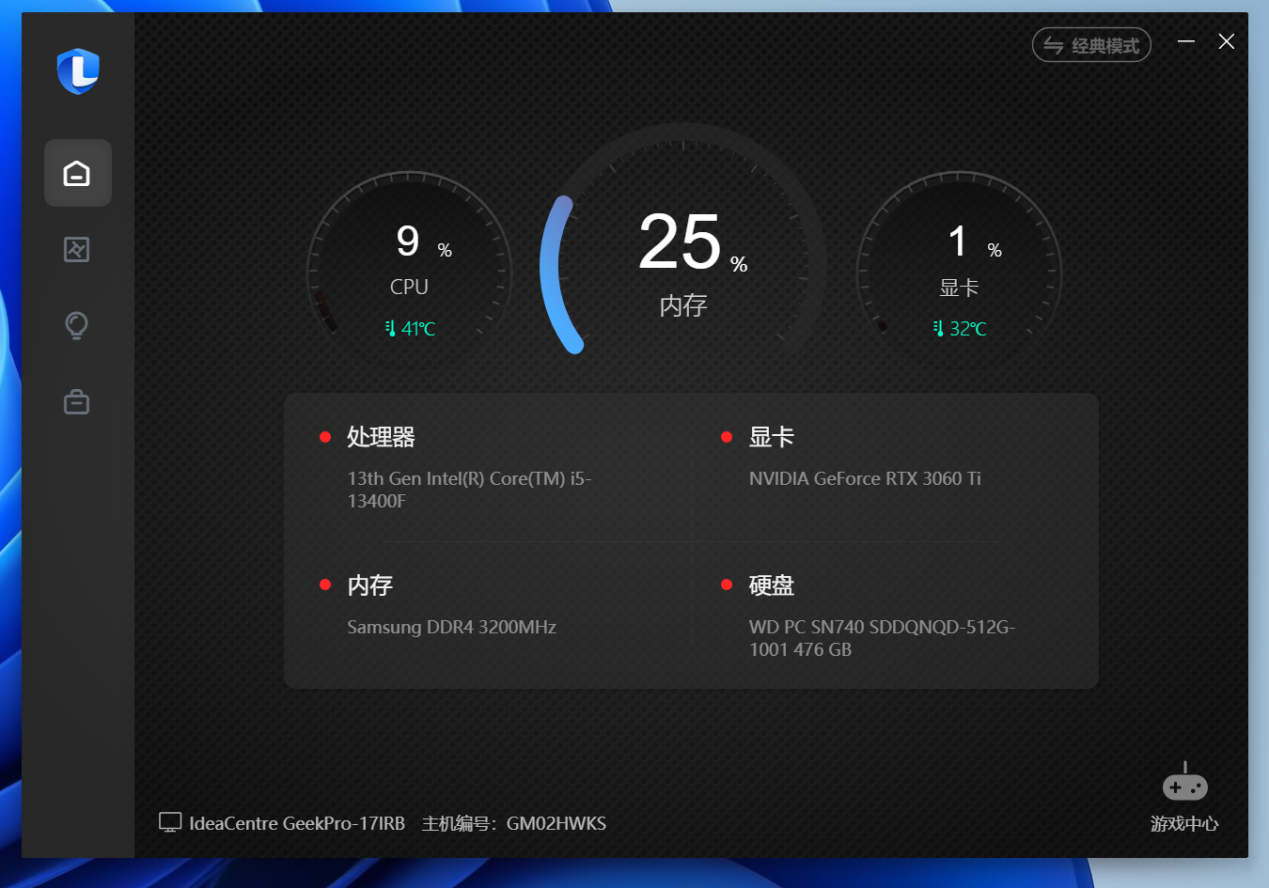 经典模式
9 %
CPU
41℃
25 %
内存
1 %
显卡
32℃
处理器
13th Gen Intel(R) Core(TM) i5-
13400F
显卡
NVIDIA GeForce RTX 3060 Ti
内存
Samsung DDR4 3200MHz
硬盘
WD PC SN740 SDDQNQD-512G-
1001 476 GB
IdeaCentre GeekPro-17IRB 主机编号：GM02HWKS
游戏中心